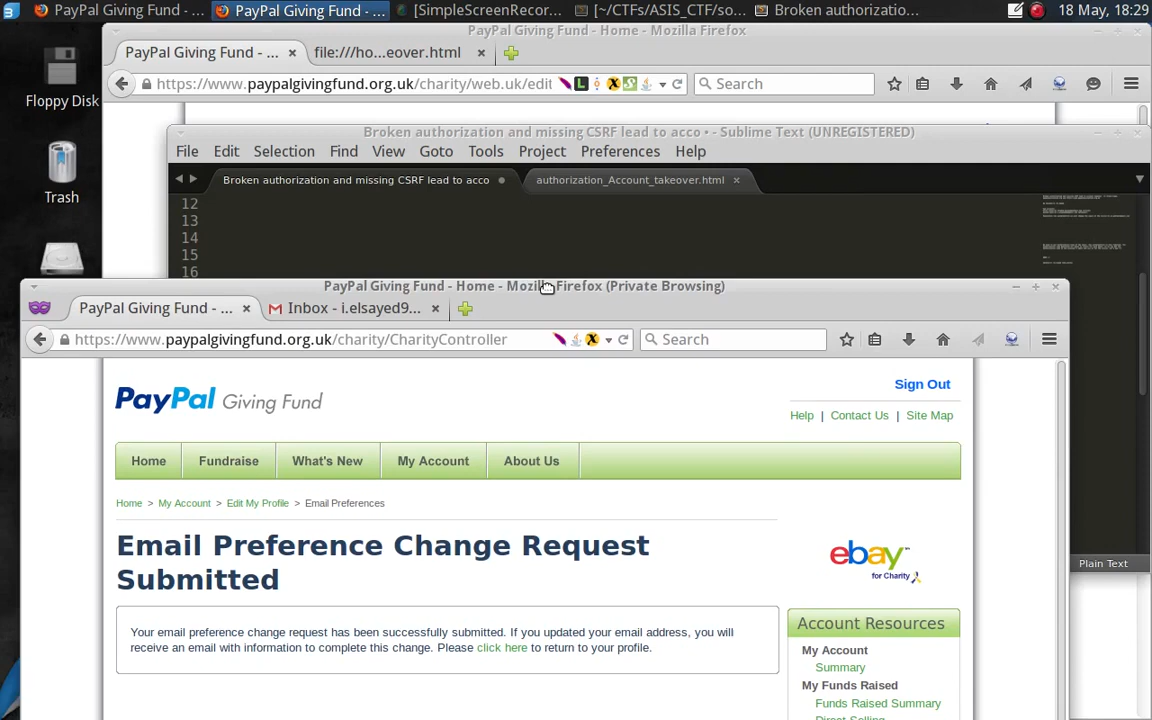 PayPal Giving Fund - ...
PayPal Giving Fund - ...
[SimpleScreenRecor...
[~/CTFs/ASIS_CTF/so...
Broken authorizatio...
18 May, 18:29
PayPal Giving Fund - Home - Mozilla Firefox
PayPal Giving Fund - ...
file:///ho...eover.html
https://www.paypalgivingfund.org.uk/charity/web.uk/edit
Search
Floppy Disk
Broken authorization and missing CSRF lead to acco • - Sublime Text (UNREGISTERED)
File Edit Selection Find View Goto Tools Project Preferences Help
Broken authorization and missing CSRF lead to acco
authorization_Account_takeover.html
Trash
12
13
14
15
16
PayPal Giving Fund - Home - Mozilla Firefox (Private Browsing)
PayPal Giving Fund - ...
Inbox - i.elsayed9...
https://www.paypalgivingfund.org.uk/charity/CharityController
Search
Sign Out
PayPal Giving Fund
Help | Contact Us | Site Map
Home Fundraise What's New My Account About Us
Home > My Account > Edit My Profile > Email Preferences
Email Preference Change Request
Submitted
ebay
for Charity
Plain Text
Your email preference change request has been successfully submitted. If you updated your email address, you will
receive an email with information to complete this change. Please click here to return to your profile.
Account Resources
My Account
Summary
My Funds Raised
Funds Raised Summary
Direct Selling